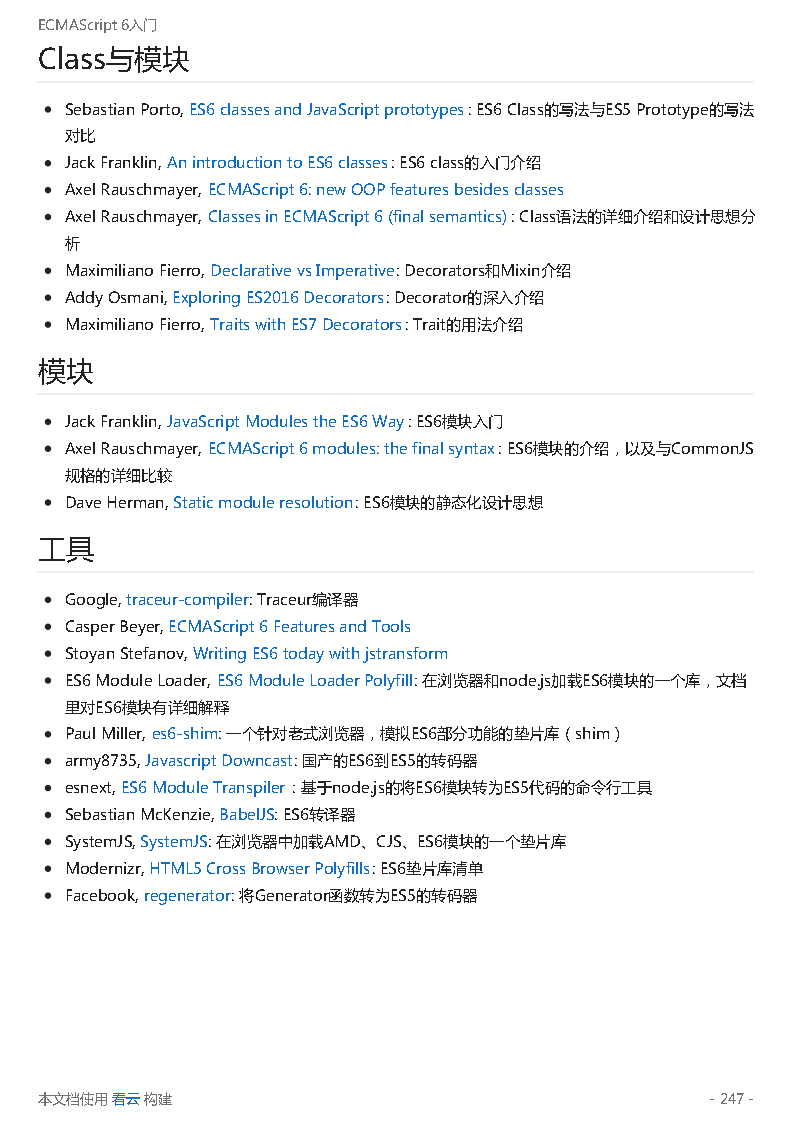 ECMAScript 6入门
Class与模块
Sebastian Porto, ES6 classes and JavaScript prototypes : ES6 Class的写法与ES5 Prototype的写法
对比
Jack Franklin, An introduction to ES6 classes : ES6 class的入门介绍
Axel Rauschmayer, ECMAScript 6: new OOP features besides classes
Axel Rauschmayer, Classes in ECMAScript 6 (final semantics) : Class语法的详细介绍和设计思想分
析
Maximiliano Fierro, Declarative vs Imperative : Decorators和Mixin介绍
Addy Osmani, Exploring ES2016 Decorators : Decorator的深入介绍
Maximiliano Fierro, Traits with ES7 Decorators : Trait的用法介绍
模块
Jack Franklin, JavaScript Modules the ES6 Way : ES6模块入门
Axel Rauschmayer, ECMAScript 6 modules: the final syntax : ES6模块的介绍，以及与CommonJS
规格的详细比较
Dave Herman, Static module resolution : ES6模块的静态化设计思想
工具
Google, traceur-compiler: Traceur编译器
Casper Beyer, ECMAScript 6 Features and Tools
Stoyan Stefanov, Writing ES6 today with jstransform
ES6 Module Loader, ES6 Module Loader Polyfill: 在浏览器和node.js加载ES6模块的一个库，文档
里对ES6模块有详细解释
Paul Miller, es6-shim: 一个针对老式浏览器，模拟ES6部分功能的垫片库（shim）
army8735, Javascript Downcast: 国产的ES6到ES5的转码器
esnext, ES6 Module Transpiler：基于node.js的将ES6模块转为ES5代码的命令行工具
Sebastian McKenzie, BabelJS: ES6转译器
SystemJS, SystemJS: 在浏览器中加载AMD、CJS、ES6模块的一个垫片库
Modernizr, HTML5 Cross Browser Polyfills : ES6垫片库清单
Facebook, regenerator: 将Generator函数转为ES5的转码器
本文档使用 看云 构建
- 247 -